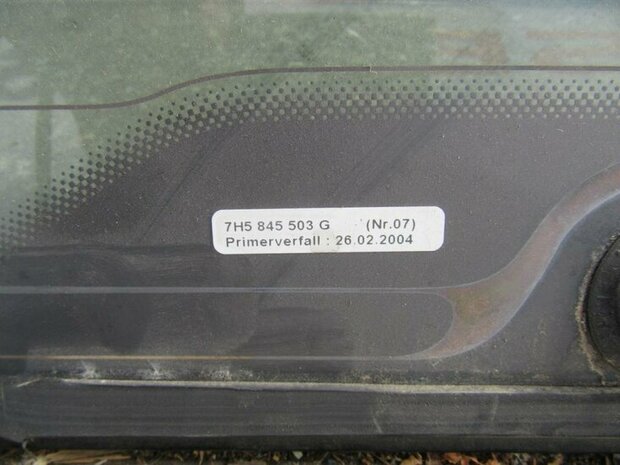 7H5 845 503 G (Nr.07)
Primerverfall : 26.02.2004